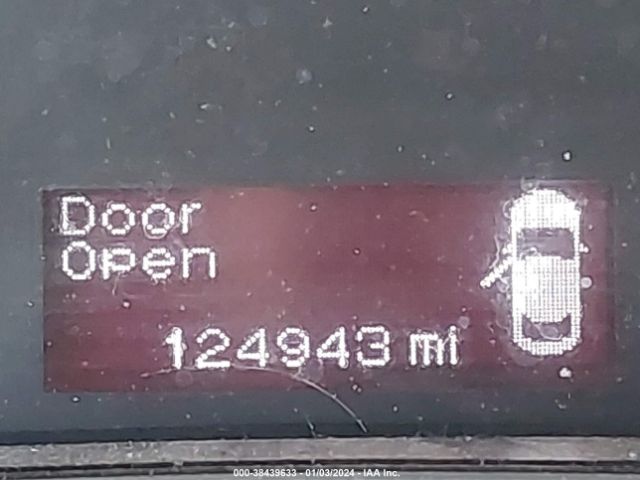 Door
Open
124943 mi
000-38439633 - 01/03/2024 - IAA Inc.